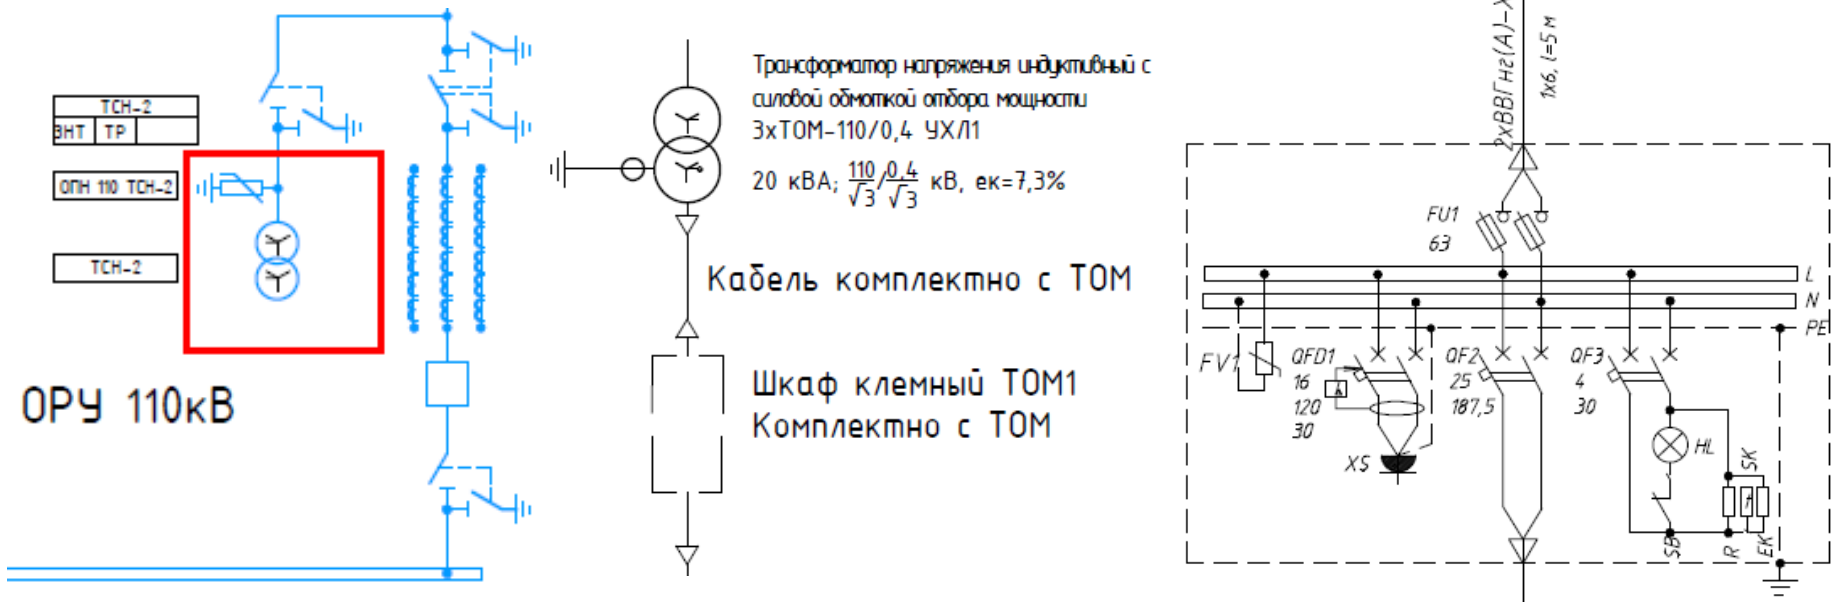 ТСН-2
ЗНТ ТР
ОПН 110 ТСН-2
ТСН-2
ОРУ 110кВ
Трансформатор напряжения индуктивный с
силовой обмоткой отбора мощности
3хТОМ-110/0,4 УХЛ1
20 кВА; 110/√3 / 0,4/√3 кВ, ек=7,3%
Кабель комплектно с ТОМ
Шкаф клемный ТОМ1
Комплектно с ТОМ
2хВВГнг(А)-
1х6, l=5 м
FU1
63
L
N
PE
FV1
QFD1
16
120
30
XS
QF2
25
187,5
QF3
4
30
HL
SK
SB
R
EK